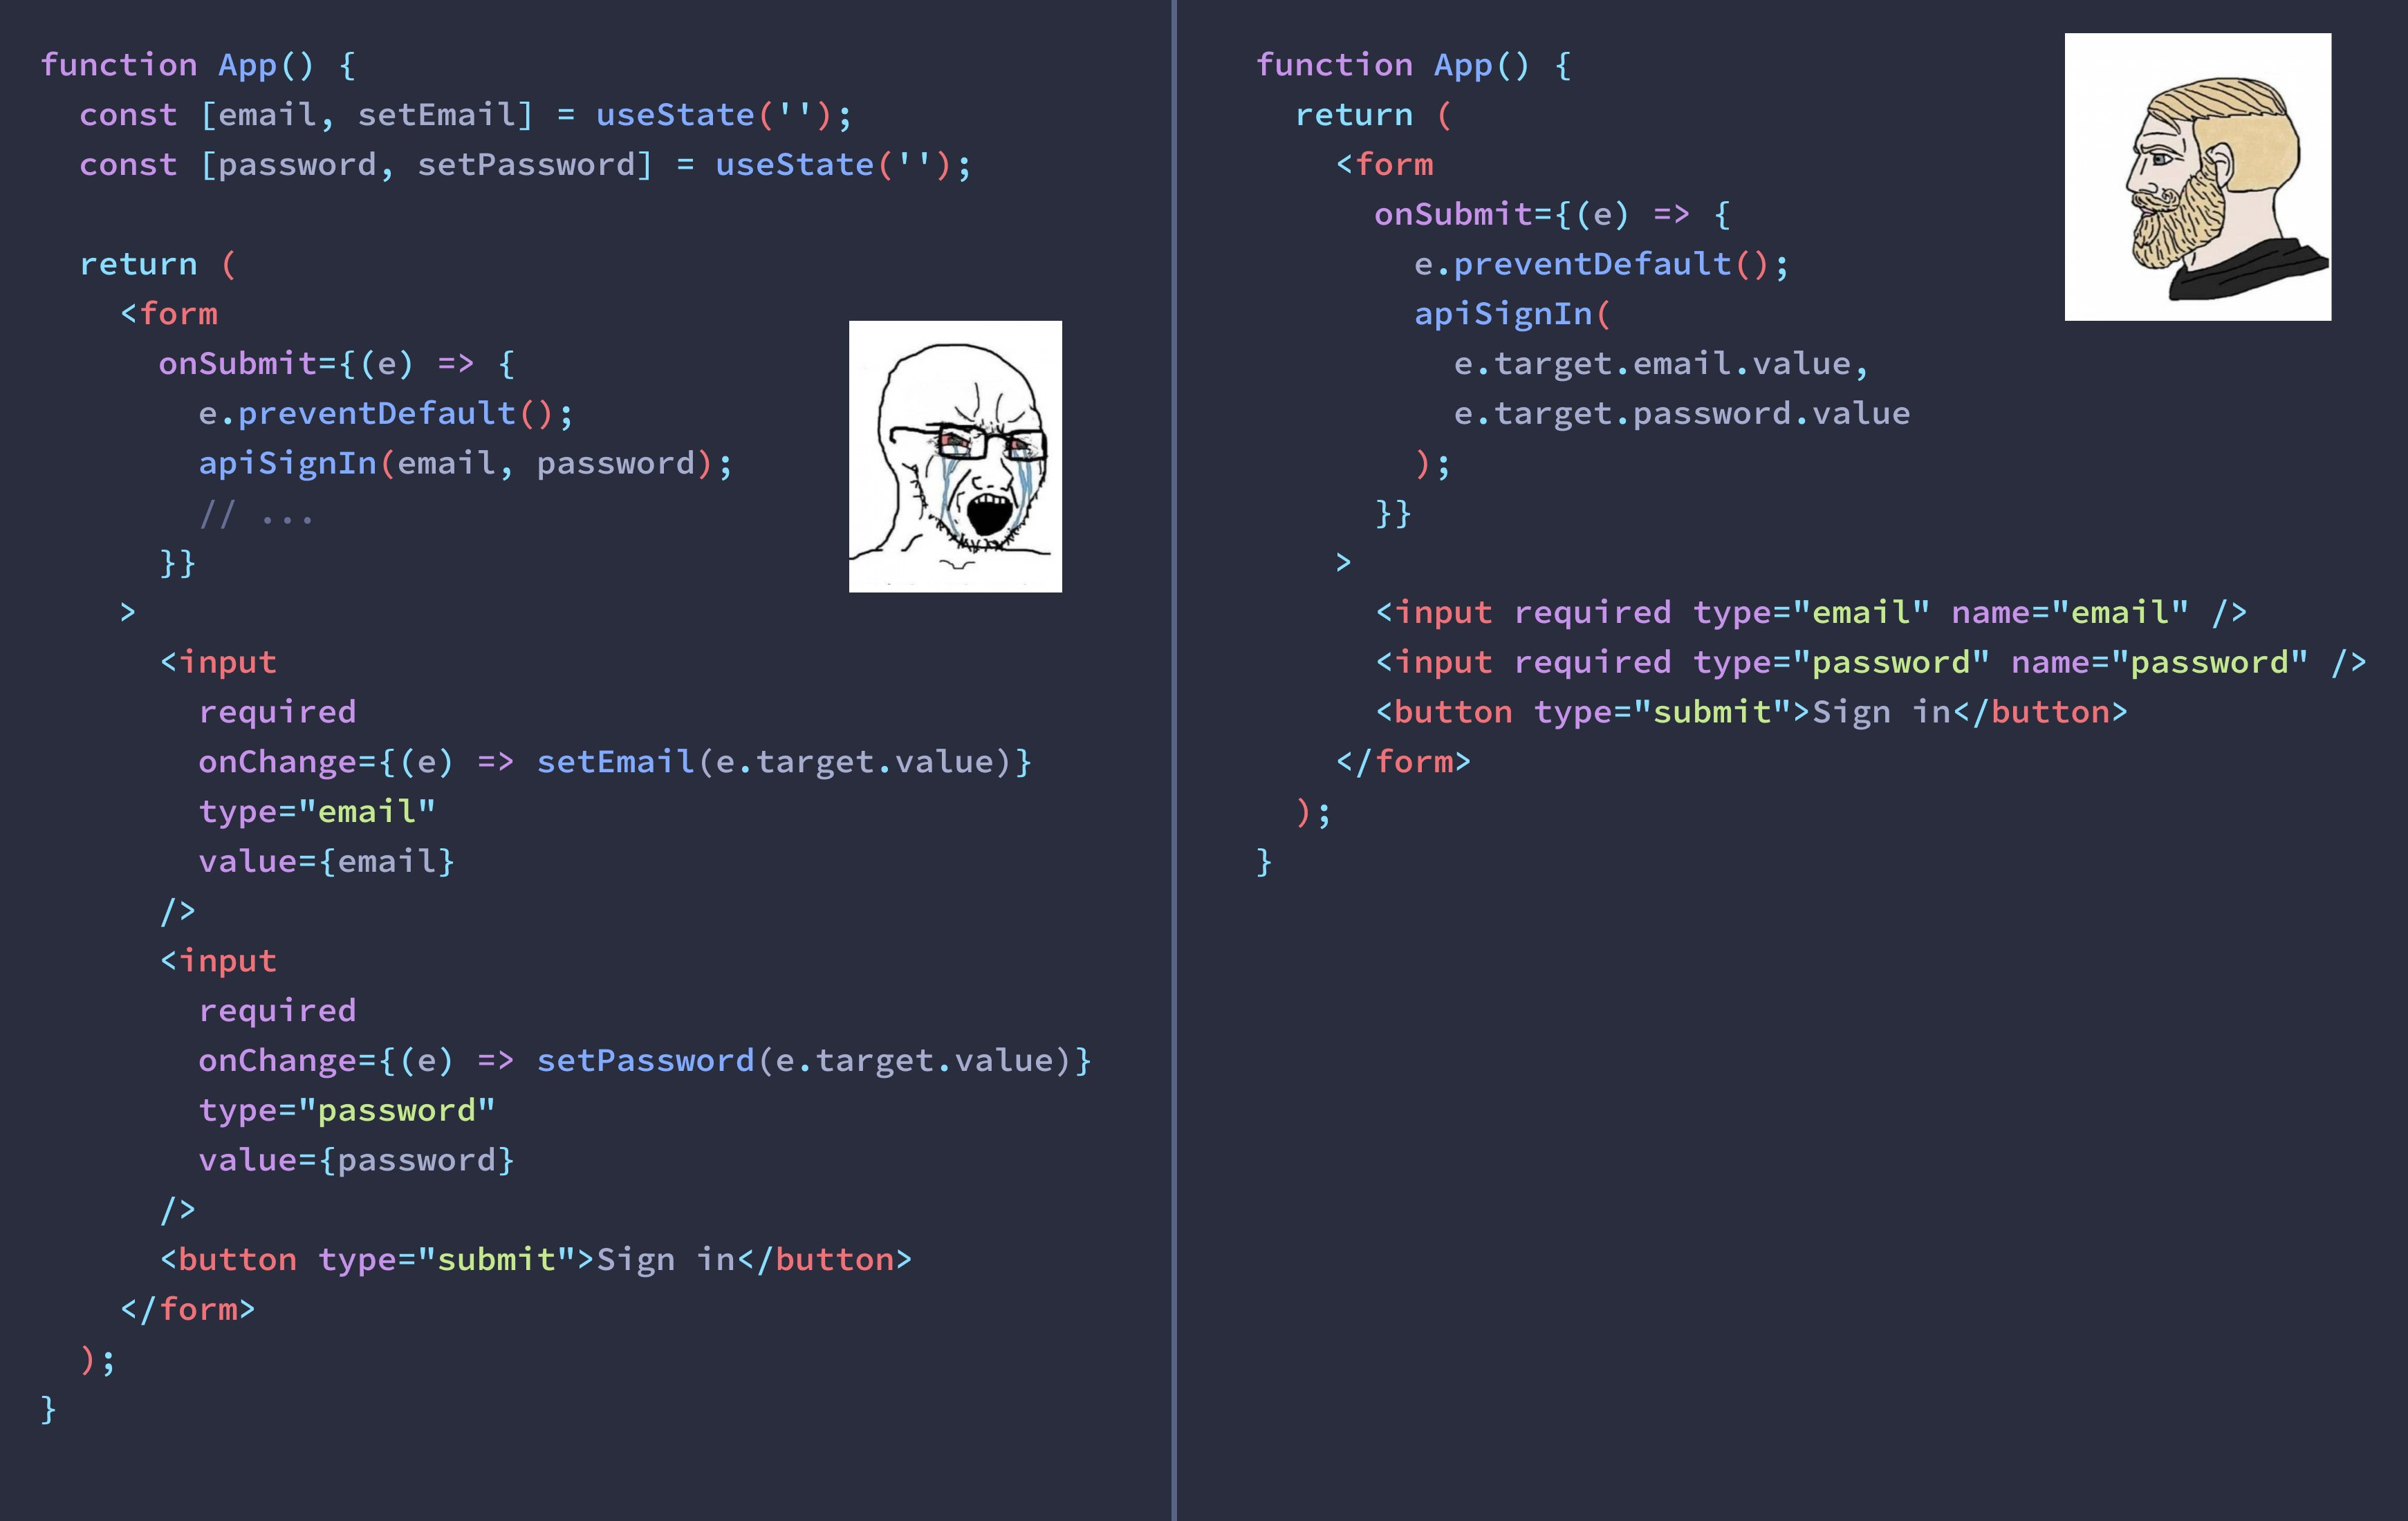 function App() {
  const [email, setEmail] = useState('');
  const [password, setPassword] = useState('');

  return (
    <form
      onSubmit={(e) => {
        e.preventDefault();
        apiSignIn(email, password);
        // ...
      }}
    >
      <input
        required
        onChange={(e) => setEmail(e.target.value)}
        type="email"
        value={email}
      />
      <input
        required
        onChange={(e) => setPassword(e.target.value)}
        type="password"
        value={password}
      />
      <button type="submit">Sign in</button>
    </form>
  );
}
function App() {
  return (
    <form
      onSubmit={(e) => {
        e.preventDefault();
        apiSignIn(
          e.target.email.value,
          e.target.password.value
        );
      }}
    >
      <input required type="email" name="email" />
      <input required type="password" name="password" />
      <button type="submit">Sign in</button>
    </form>
  );
}